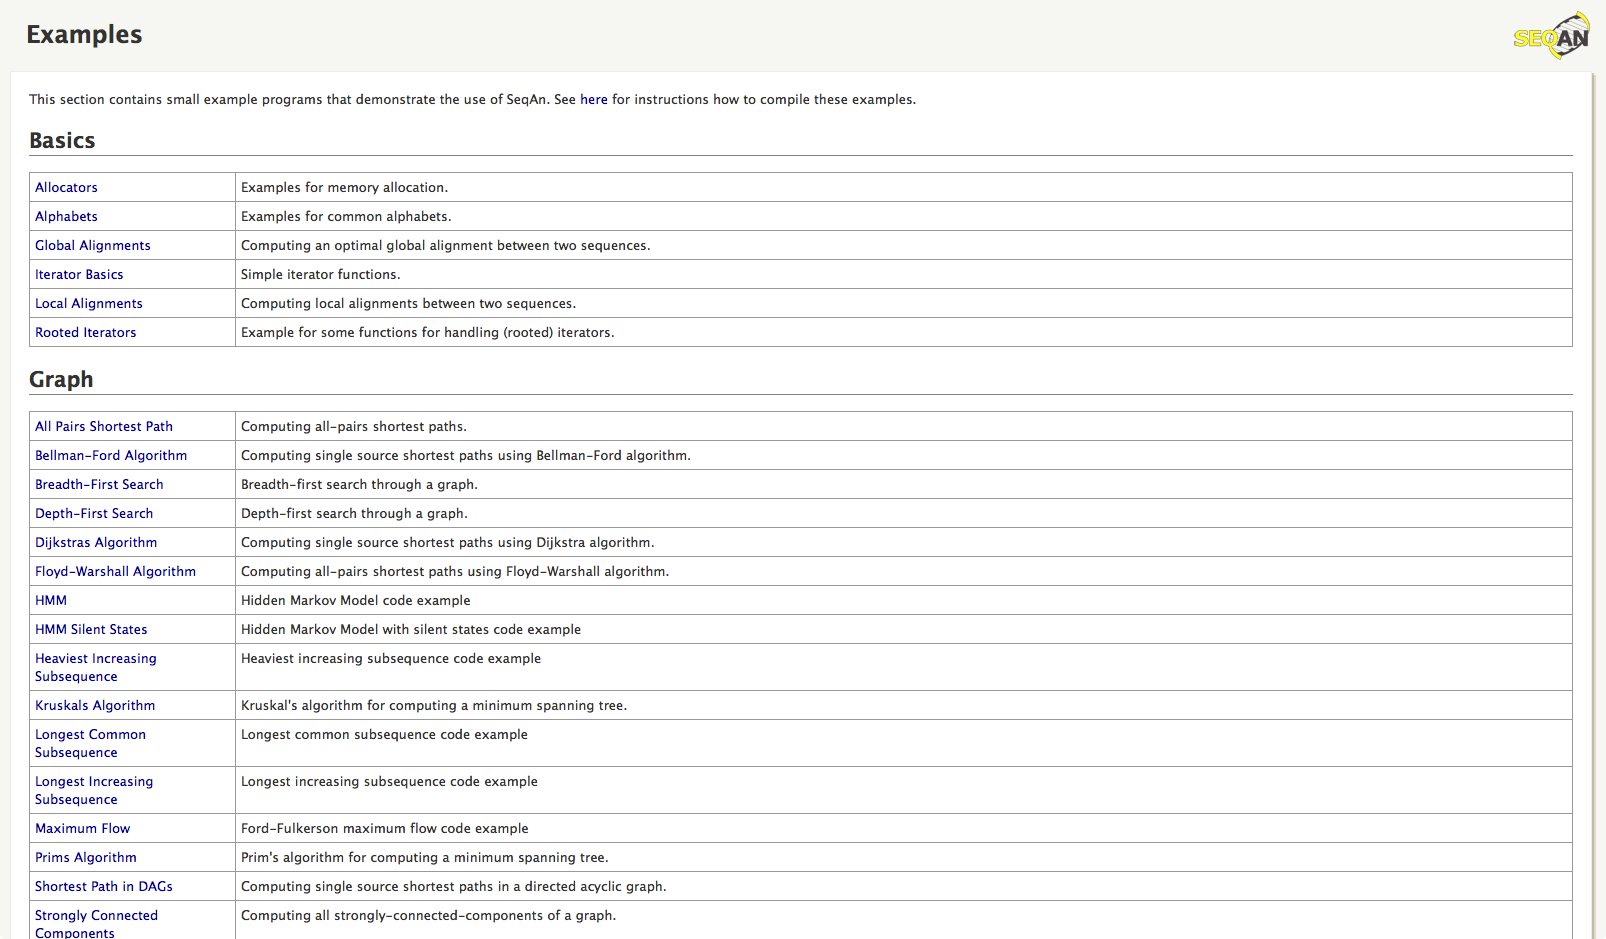 Examples
SEQAN
This section contains small example programs that demonstrate the use of SeqAn. See here for instructions how to compile these examples.
Basics
Allocators Examples for memory allocation.
Alphabets Examples for common alphabets.
Global Alignments Computing an optimal global alignment between two sequences.
Iterator Basics Simple iterator functions.
Local Alignments Computing local alignments between two sequences.
Rooted Iterators Example for some functions for handling (rooted) iterators.
Graph
All Pairs Shortest Path Computing all-pairs shortest paths.
Bellman-Ford Algorithm Computing single source shortest paths using Bellman-Ford algorithm.
Breadth-First Search Breadth-first search through a graph.
Depth-First Search Depth-first search through a graph.
Dijkstras Algorithm Computing single source shortest paths using Dijkstra algorithm.
Floyd-Warshall Algorithm Computing all-pairs shortest paths using Floyd-Warshall algorithm.
HMM Hidden Markov Model code example
HMM Silent States Hidden Markov Model with silent states code example
Heaviest Increasing Heaviest increasing subsequence code example
Subsequence
Kruskals Algorithm Kruskal's algorithm for computing a minimum spanning tree.
Longest Common Longest common subsequence code example
Subsequence
Longest Increasing Longest increasing subsequence code example
Subsequence
Maximum Flow Ford-Fulkerson maximum flow code example
Prims Algorithm Prim's algorithm for computing a minimum spanning tree.
Shortest Path in DAGs Computing single source shortest paths in a directed acyclic graph.
Strongly Connected Computing all strongly-connected-components of a graph.
Components